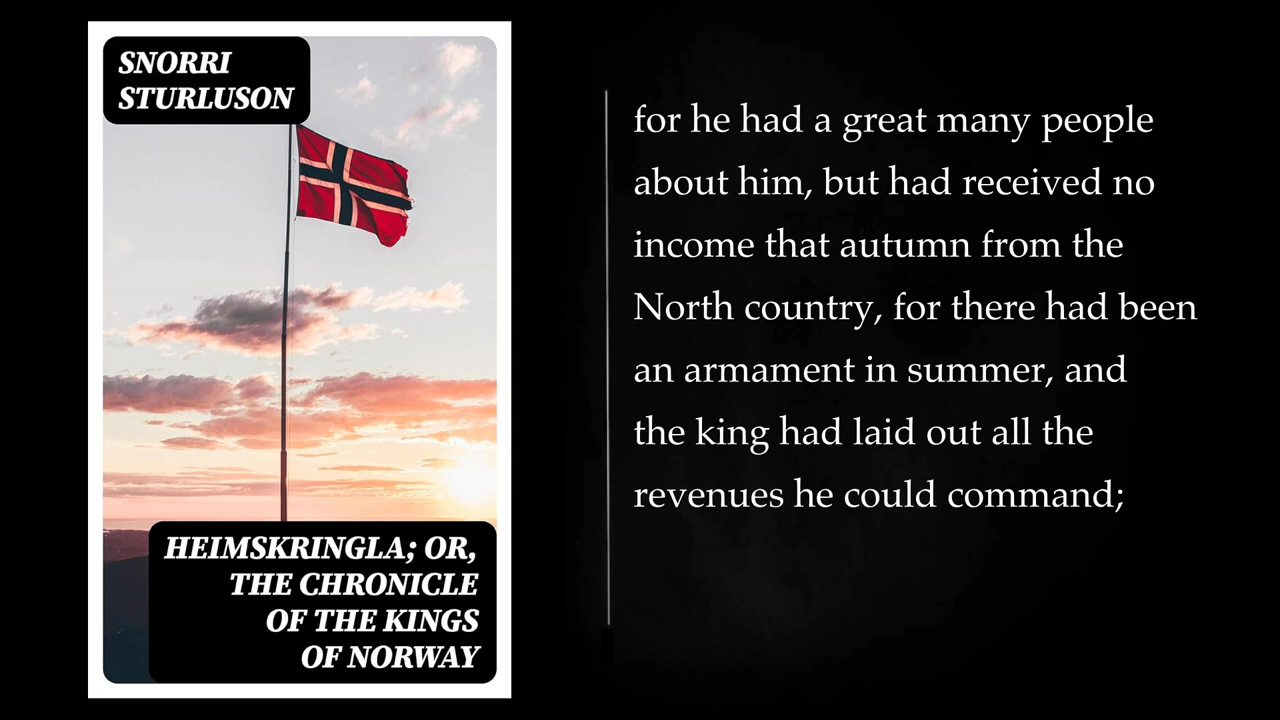 SNORRI
STURLUSON
HEIMSKRINGLA; OR,
THE CHRONICLE
OF THE KINGS
OF NORWAY
for he had a great many people
about him, but had received no
income that autumn from the
North country, for there had been
an armament in summer, and
the king had laid out all the
revenues he could command;